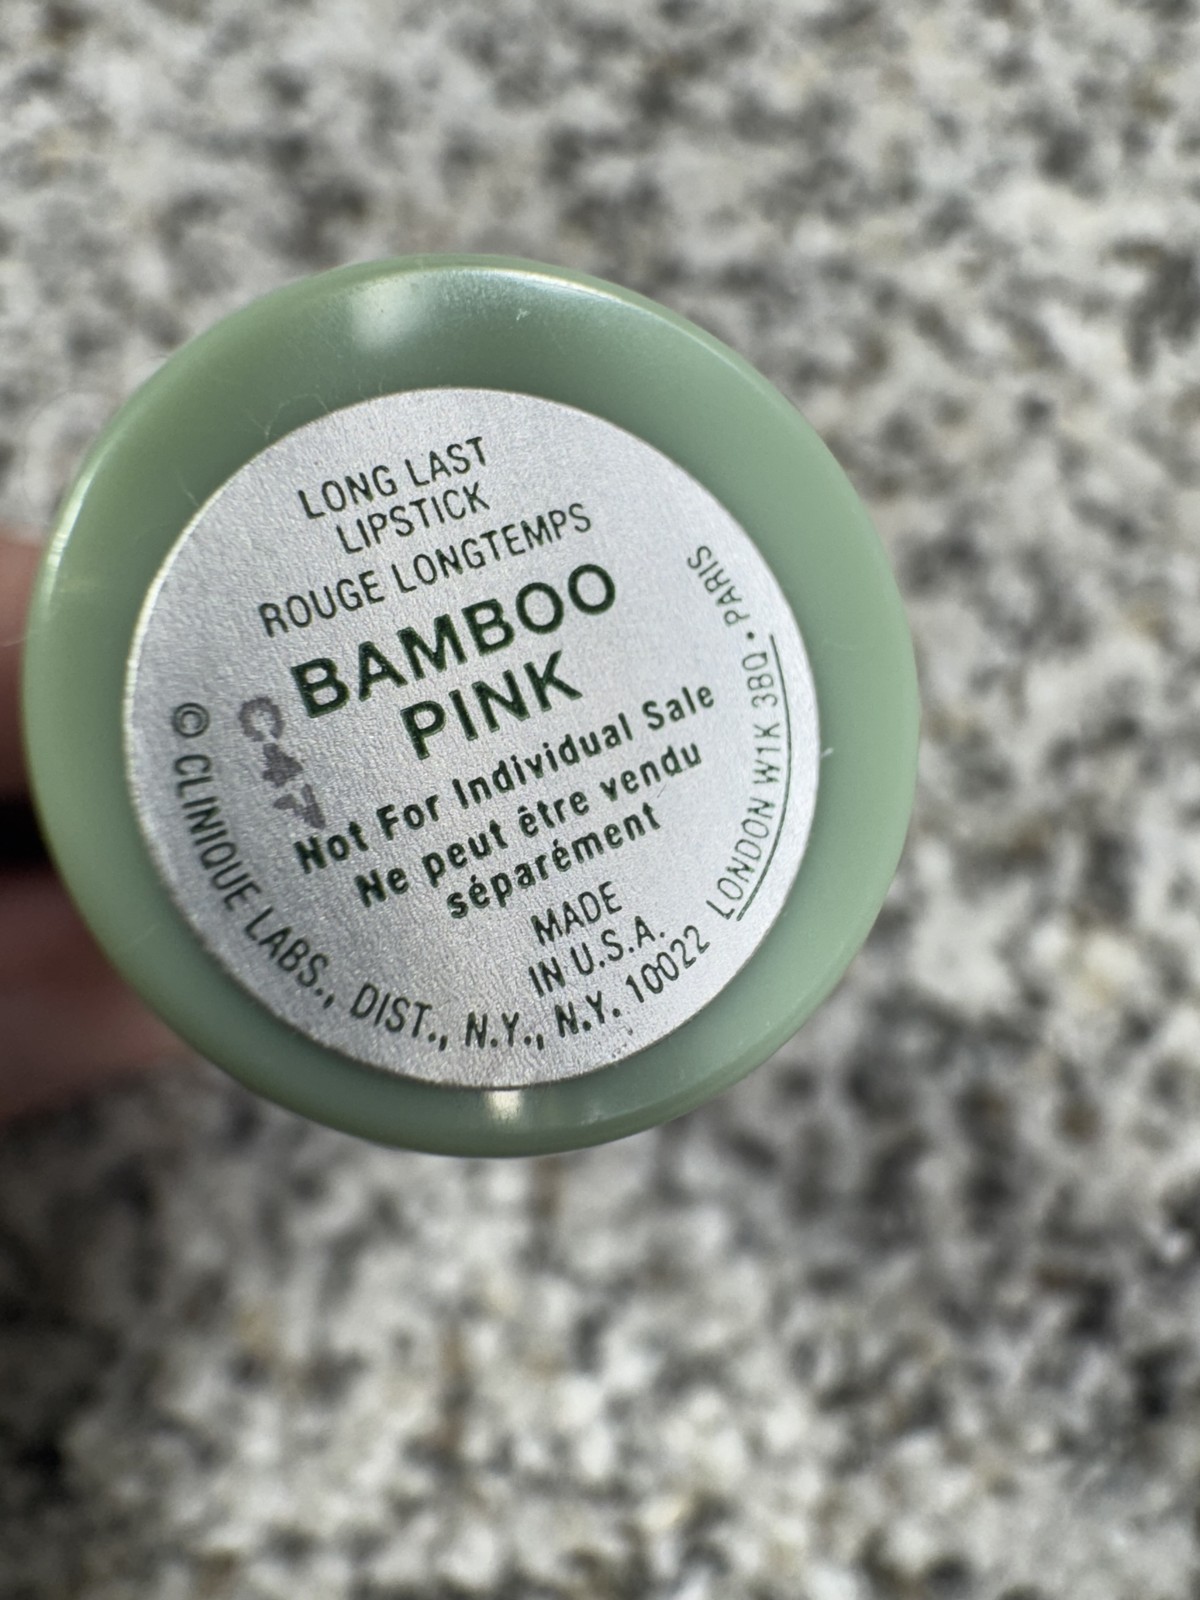 LONG LAST
LIPSTICK
ROUGE LONGTEMPS
BAMBOO
PINK
Not For Individual Sale
Ne peut être vendu
séparément
MADE
IN U.S.A.
© CLINIQUE LABS., DIST., N.Y., N.Y. 10022
LONDON W1K 3BQ • PARIS
C47